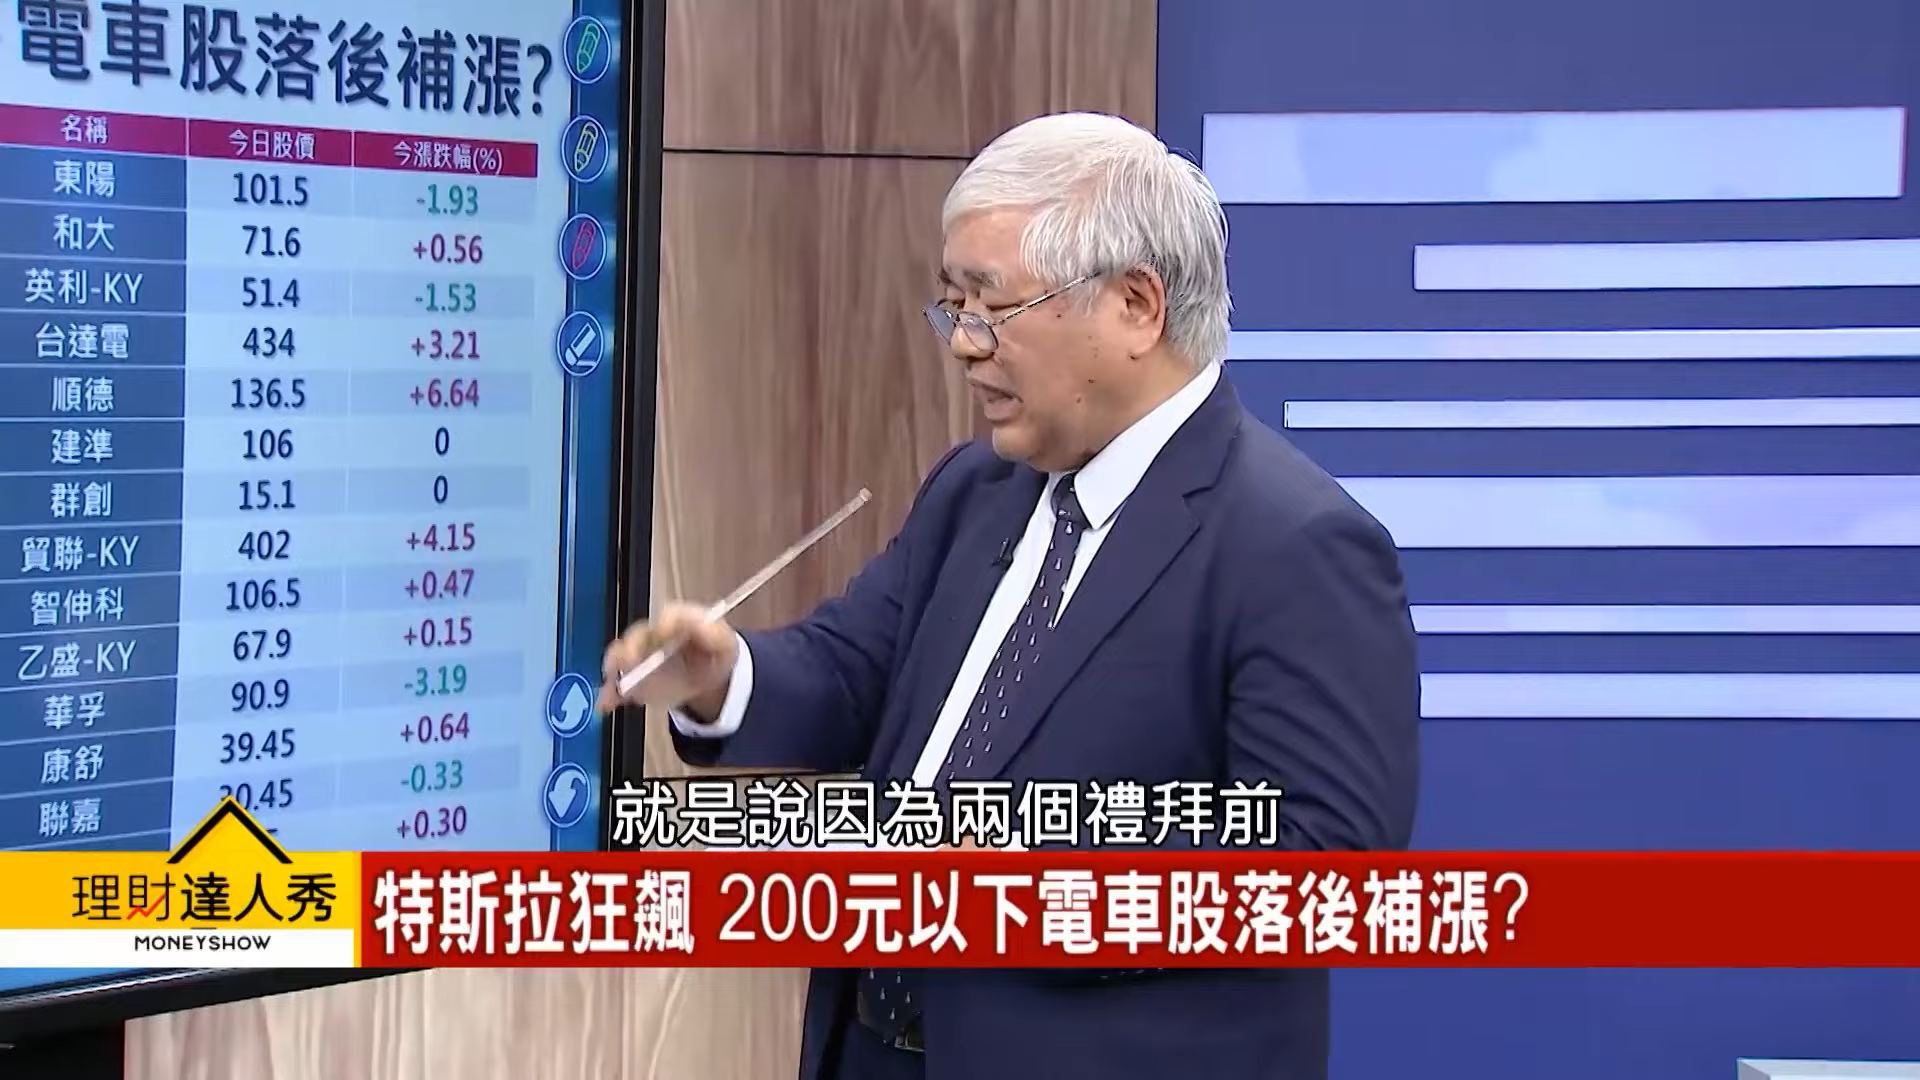 電車股落後補漲?
名稱 今日股價 今漲跌幅(%)
東陽 101.5 -1.93
和大 71.6 +0.56
英利-KY 51.4 -1.53
台達電 434 +3.21
順德 136.5 +6.64
建準 106 0
群創 15.1 0
貿聯-KY 402 +4.15
智伸科 106.5 +0.47
乙盛-KY 67.9 +0.15
華孚 90.9 -3.19
康舒 39.45 +0.64
聯嘉 -0.33
+0.30
就是說因為兩個禮拜前
理財達人秀
MONEYSHOW
特斯拉狂飆 200元以下電車股落後補漲?